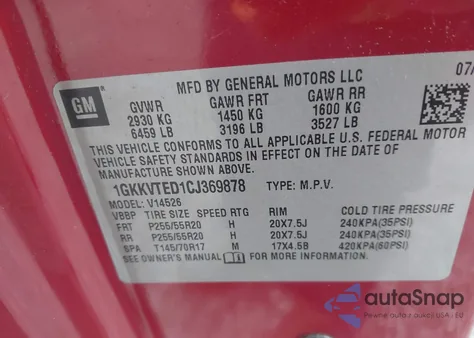 MFD BY GENERAL MOTORS LLC
07/
GM
GVWR GAWR FRT GAWR RR
2930 KG 1450 KG 1600 KG
6459 LB 3196 LB 3527 LB
THIS VEHICLE CONFORMS TO ALL APPLICABLE U.S. FEDERAL MOTOR
VEHICLE SAFETY STANDARDS IN EFFECT ON THE DATE OF
MANUFACTURE SHOWN ABOVE.
1GKKVTED1CJ369878 TYPE: M.P.V.
MODEL: V14526
VBBP TIRE SIZE SPEED RTG RIM COLD TIRE PRESSURE
FRT P255/55R20 H 20X7.5J 240KPA(35PSI)
RR P255/55R20 H 20X7.5J 240KPA(35PSI)
SPA T145/70R17 M 17X4.5B 420KPA(60PSI)
SEE OWNER'S MANUAL FOR MORE INFORMATION.
autoSnap